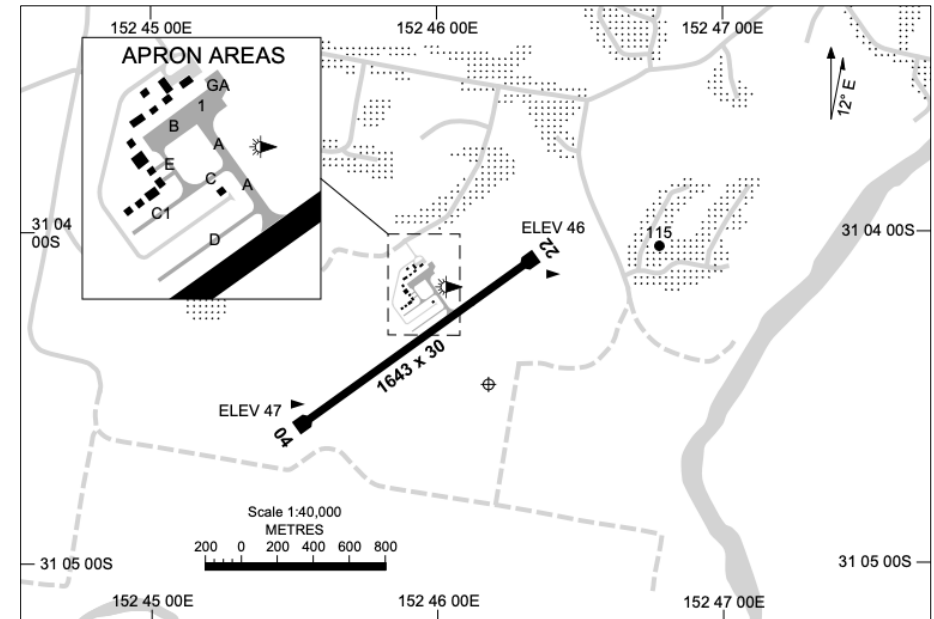 152 45 00E
152 46 00E
152 47 00E
APRON AREAS
GA
1
B
A
E
C
A
C1
D
12° E
31 04
00S
ELEV 46
22
115
31 04 00S
1643 x 30
ELEV 47
04
Scale 1:40,000
METRES
200 0 200 400 600 800
31 05 00S
31 05 00S
152 45 00E
152 46 00E
152 47 00E